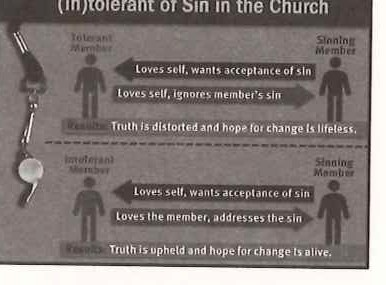 (In)tolerant of Sin in the Church
Tolerant Sinning
Member Member
Loves self, wants acceptance of sin
Loves self, ignores member's sin
Results: Truth is distorted and hope for change is lifeless.
Intolerant Sinning
Member Member
Loves self, wants acceptance of sin
Loves the member, addresses the sin
Results: Truth is upheld and hope for change is alive.